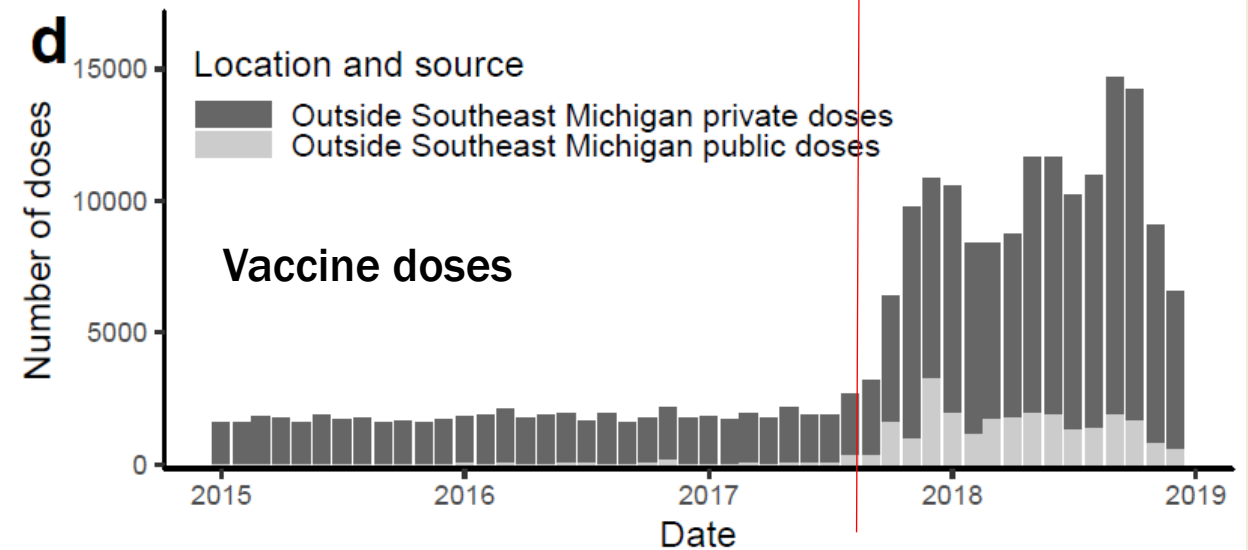 d
15000
Location and source
Outside Southeast Michigan private doses
Outside Southeast Michigan public doses
10000
Vaccine doses
5000
0
Number of doses
2015 2016 2017 2018 2019
Date